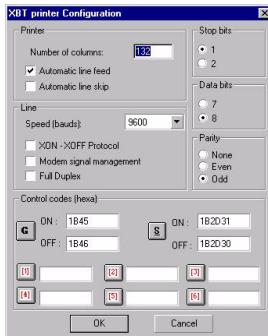 XBT printer Configuration
Printer
Number of columns: 132
Automatic line feed
Automatic line skip
Stop bits
1
2
Data bits
7
8
Line
Speed (bauds): 9600
XON - XOFF Protocol
Modem signal management
Full Duplex
Parity
None
Even
Odd
Control codes (hexa)
G ON : 1B45
OFF : 1B46
S ON : 1B2D31
OFF : 1B2D30
[1] [2] [3]
[4] [5] [6]
OK Cancel